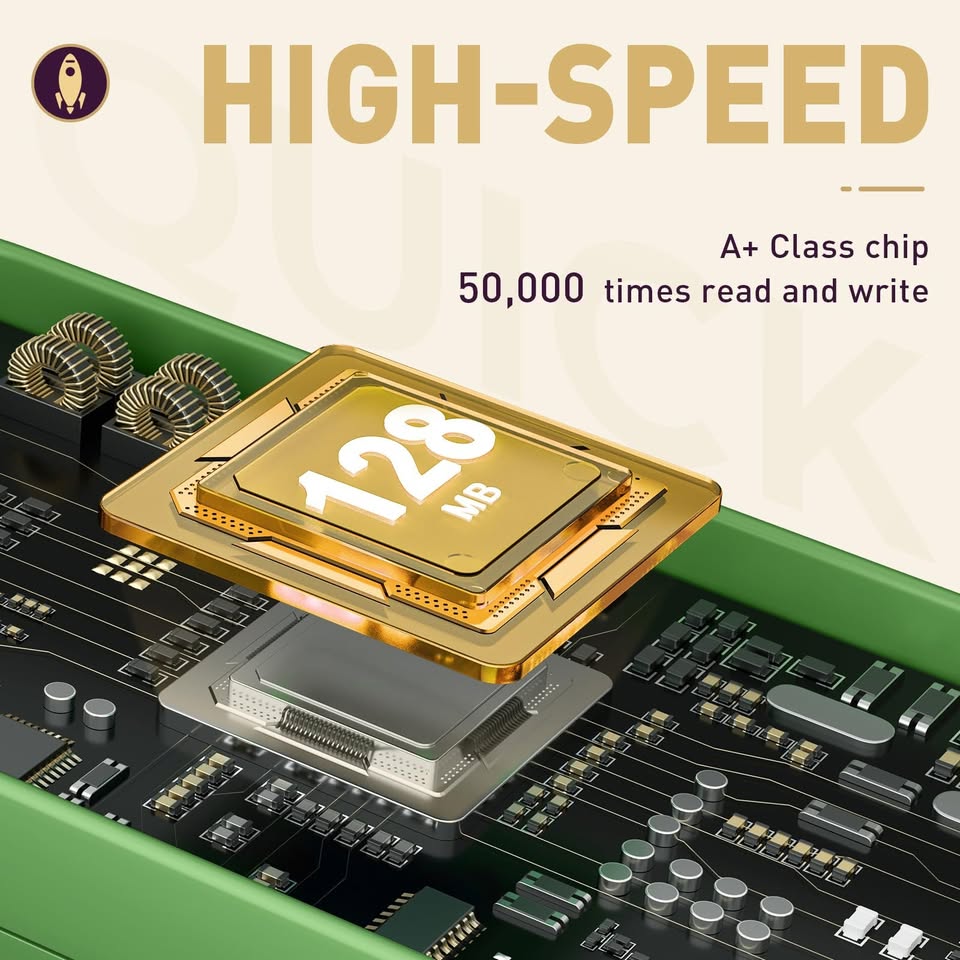 HIGH-SPEED
A+ Class chip
50,000 times read and write
QUICK
128
MB